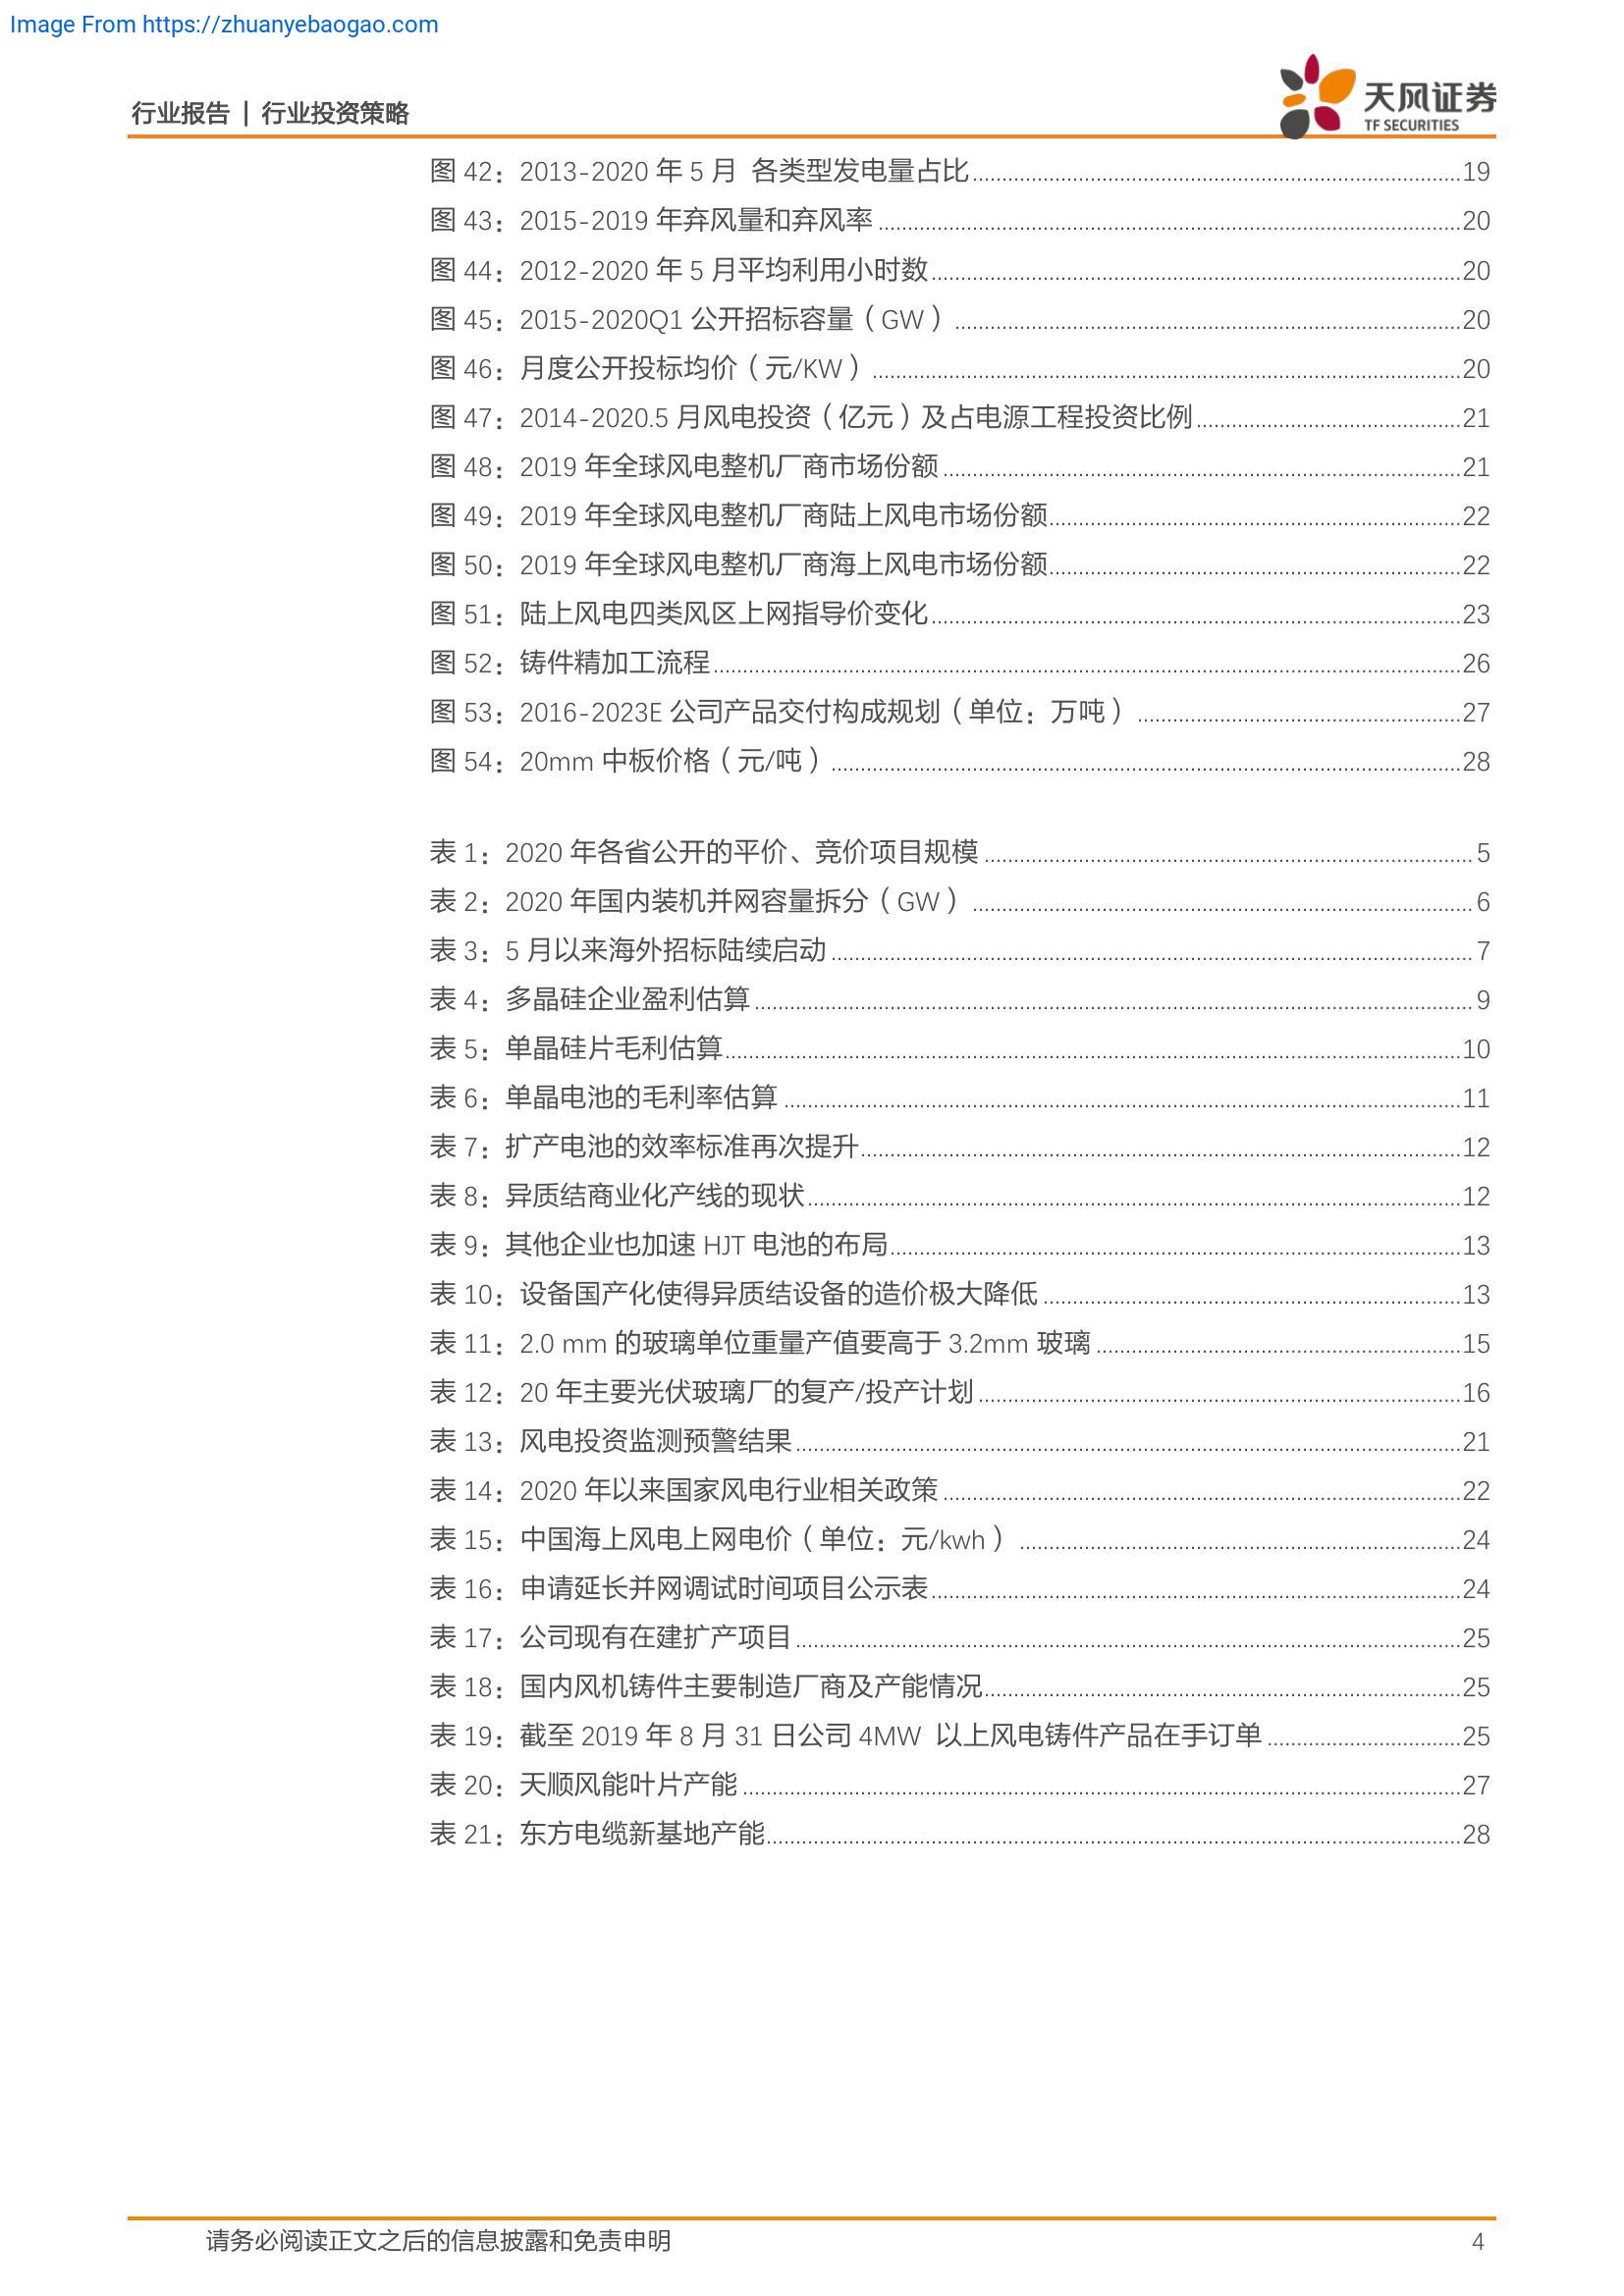 Image From https://zhuanyebaogao.com
行业报告 | 行业投资策略
天风证券
TF SECURITIES
图 42：2013-2020 年 5 月 各类型发电量占比 19
图 43：2015-2019 年弃风量和弃风率 20
图 44：2012-2020 年 5 月平均利用小时数 20
图 45：2015-2020Q1 公开招标容量（GW） 20
图 46：月度公开投标均价（元/KW） 20
图 47：2014-2020.5 月风电投资（亿元）及占电源工程投资比例 21
图 48：2019 年全球风电整机厂商市场份额 21
图 49：2019 年全球风电整机厂商陆上风电市场份额 22
图 50：2019 年全球风电整机厂商海上风电市场份额 22
图 51：陆上风电四类风区上网指导价变化 23
图 52：铸件精加工流程 26
图 53：2016-2023E 公司产品交付构成规划（单位：万吨） 27
图 54：20mm 中板价格（元/吨） 28
表 1：2020 年各省公开的平价、竞价项目规模 5
表 2：2020 年国内装机并网容量拆分（GW） 6
表 3：5 月以来海外招标陆续启动 7
表 4：多晶硅企业盈利估算 9
表 5：单晶硅片毛利估算 10
表 6：单晶电池的毛利率估算 11
表 7：扩产电池的效率标准再次提升 12
表 8：异质结商业化产线的现状 12
表 9：其他企业也加速 HJT 电池的布局 13
表 10：设备国产化使得异质结设备的造价极大降低 13
表 11：2.0 mm 的玻璃单位重量产值要高于 3.2mm 玻璃 15
表 12：20 年主要光伏玻璃厂的复产/投产计划 16
表 13：风电投资监测预警结果 21
表 14：2020 年以来国家风电行业相关政策 22
表 15：中国海上风电上网电价（单位：元/kwh） 24
表 16：申请延长并网调试时间项目公示表 24
表 17：公司现有在建扩产项目 25
表 18：国内风机铸件主要制造厂商及产能情况 25
表 19：截至 2019 年 8 月 31 日公司 4MW 以上风电铸件产品在手订单 25
表 20：天顺风能叶片产能 27
表 21：东方电缆新基地产能 28
请务必阅读正文之后的信息披露和免责申明 4